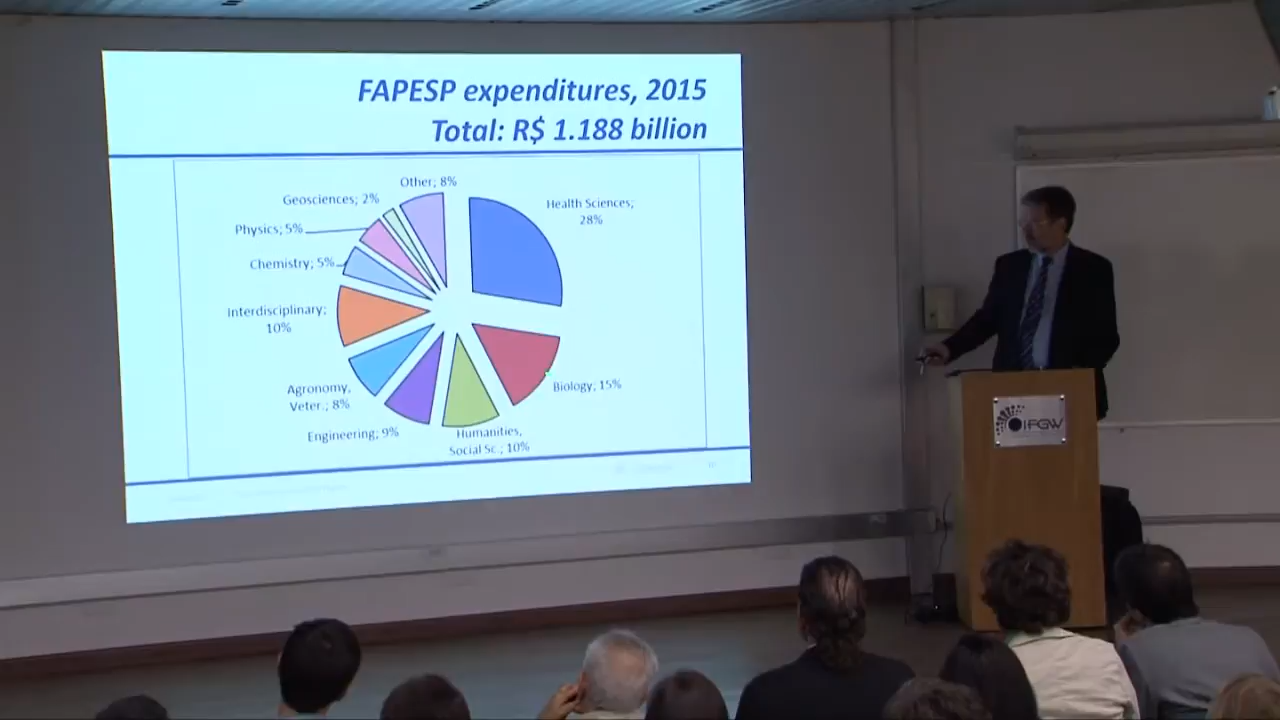 FAPESP expenditures, 2015
Total: R$ 1.188 billion
Other; 8%
Geosciences; 2%
Physics; 5%
Chemistry; 5%
Interdisciplinary;
10%
Agronomy,
Veter.; 8%
Engineering; 9%
Humanities,
Social Sc.; 10%
Biology; 15%
Health Sciences;
28%
IFGW